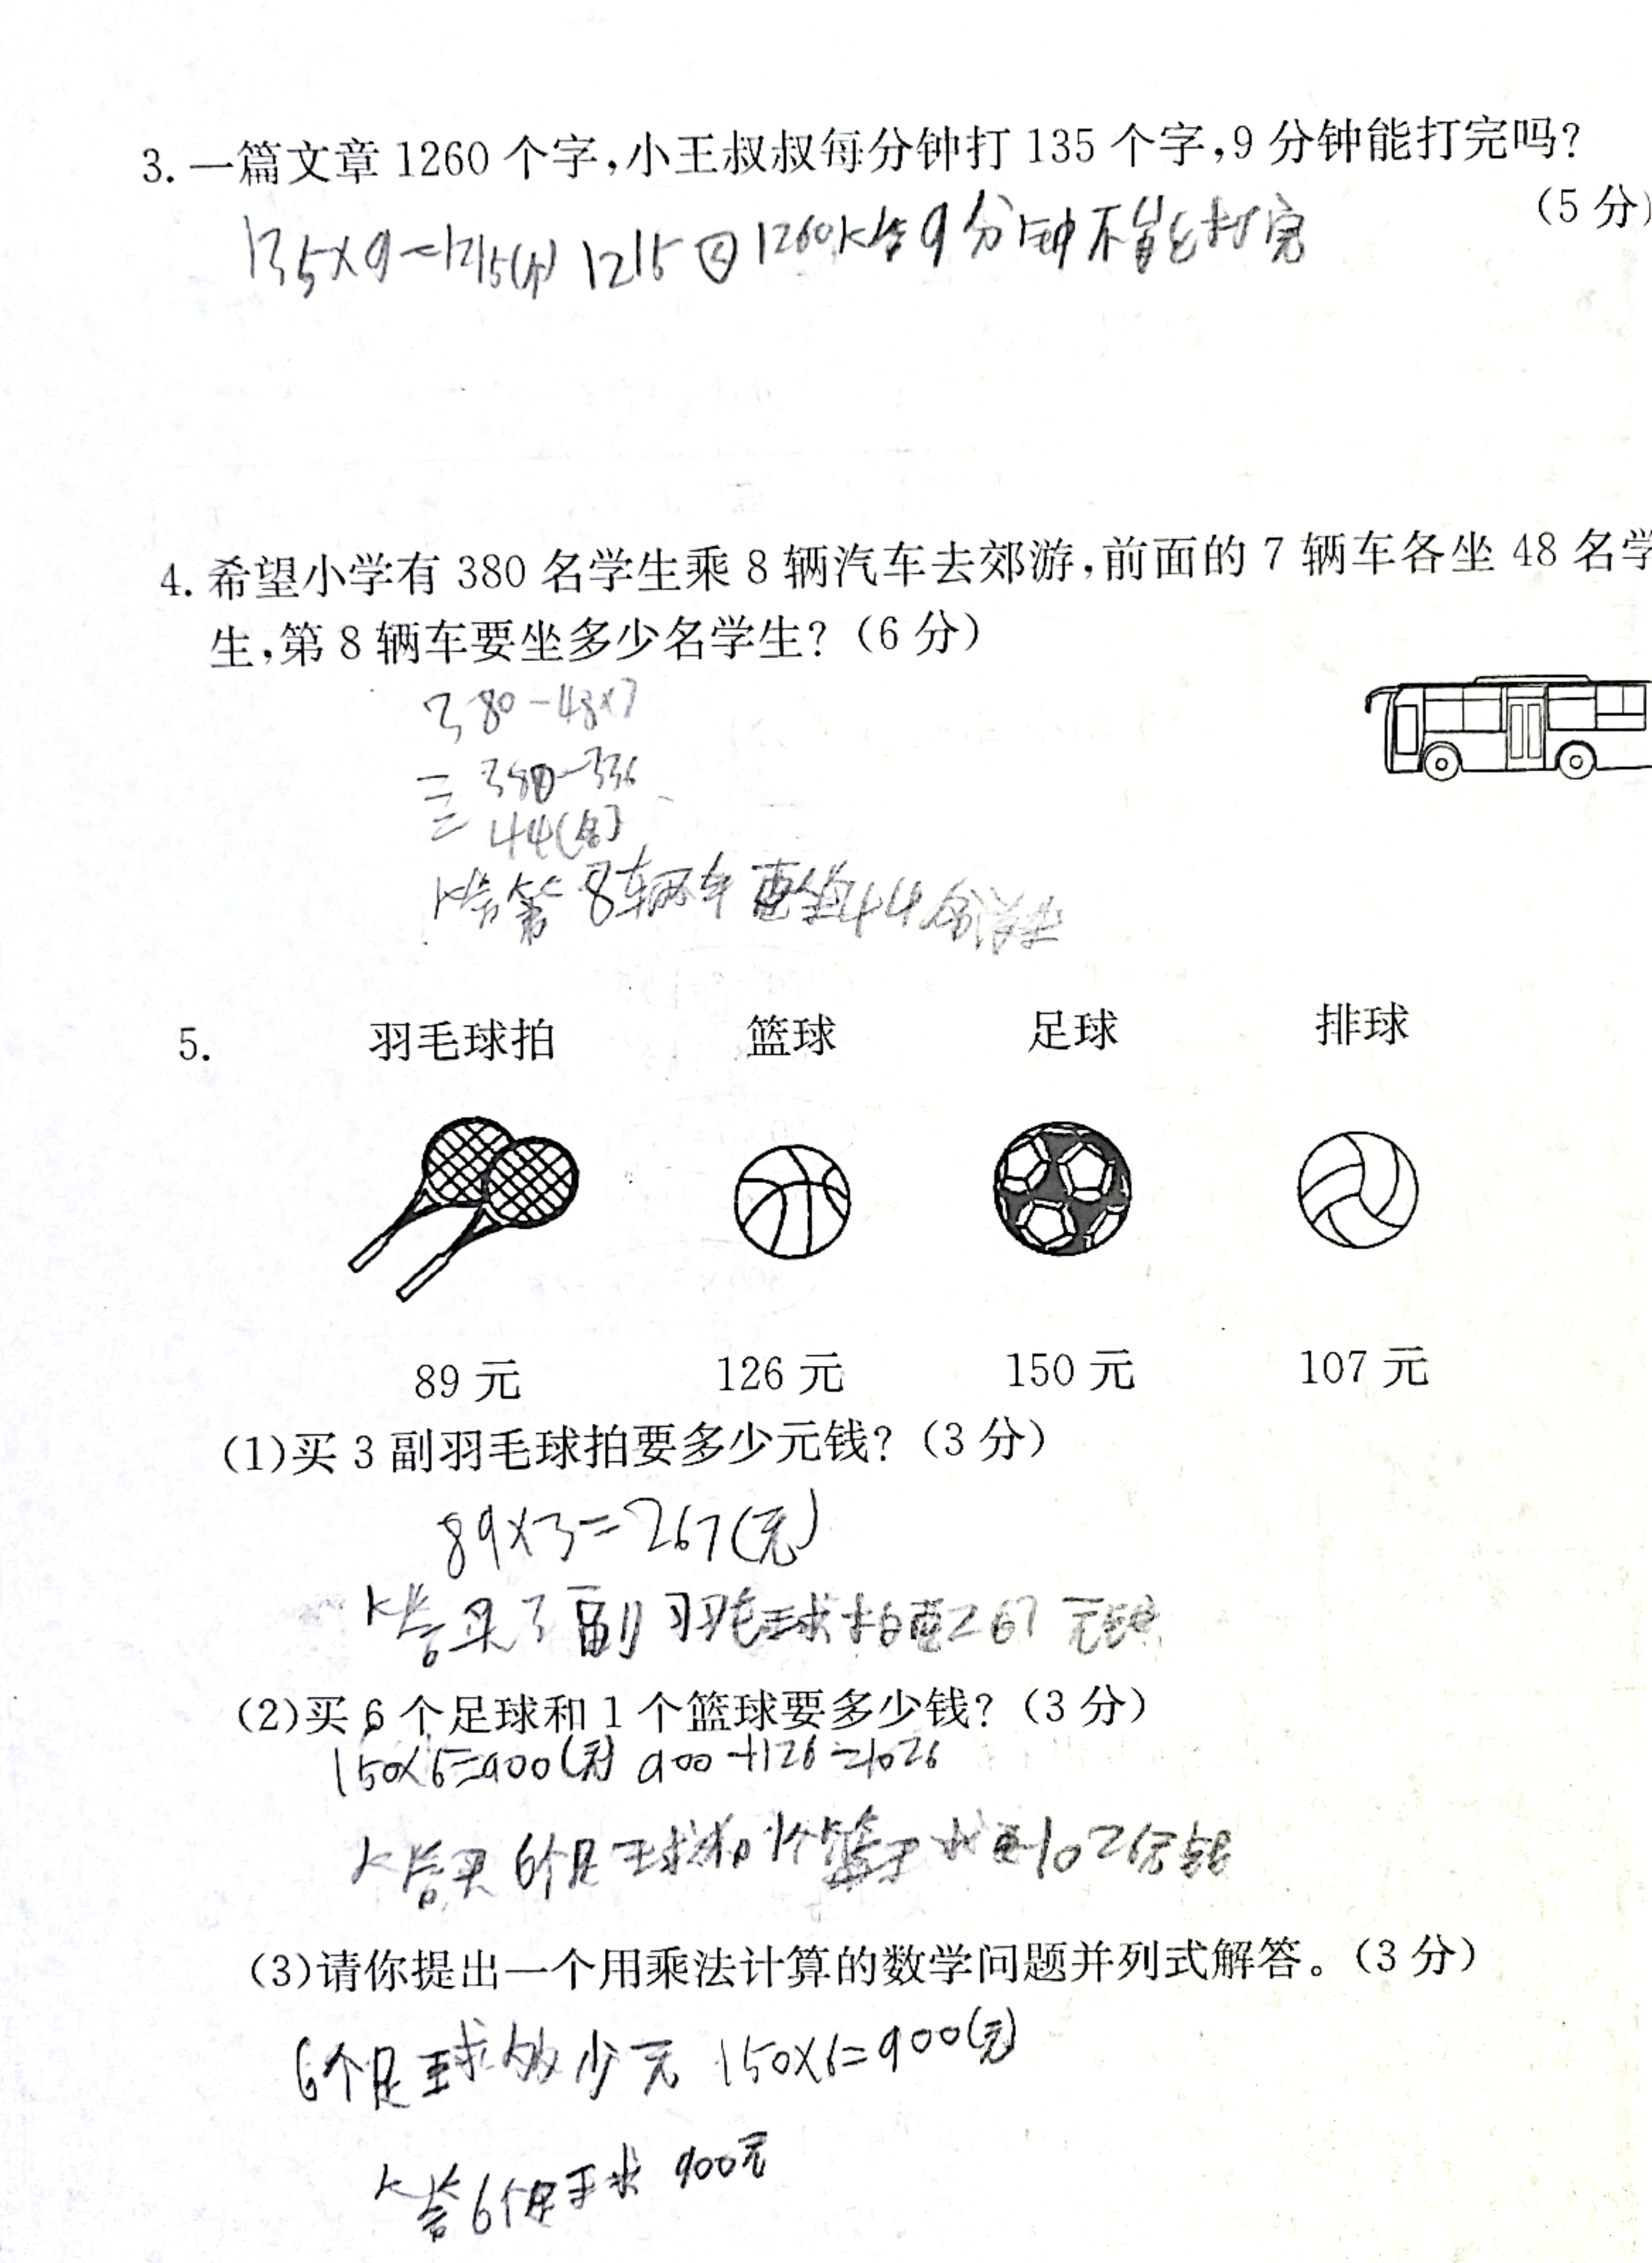 3. 一篇文章 1260 个字,小王叔叔每分钟打 135 个字,9 分钟能打完吗?
(5 分)
135×9=1215(个) 1215 1260 答9分钟不能打完
4. 希望小学有 380 名学生乘 8 辆汽车去郊游,前面的 7 辆车各坐 48 名学
生,第 8 辆车要坐多少名学生?(6 分)
380-48×7
= 380-336
= 44(名)
答第8辆车要坐44名学生
5. 羽毛球拍 篮球 足球 排球
89 元 126 元 150 元 107 元
(1)买 3 副羽毛球拍要多少元钱?(3 分)
89×3=267(元)
答买3副羽毛球拍要267元钱
(2)买 6 个足球和 1 个篮球要多少钱?(3 分)
150×6=900(元) 900+126=1026
答买6个足球和1个篮球要1026元钱
(3)请你提出一个用乘法计算的数学问题并列式解答。(3 分)
6个足球多少元 150×6=900(元)
答6个足球900元